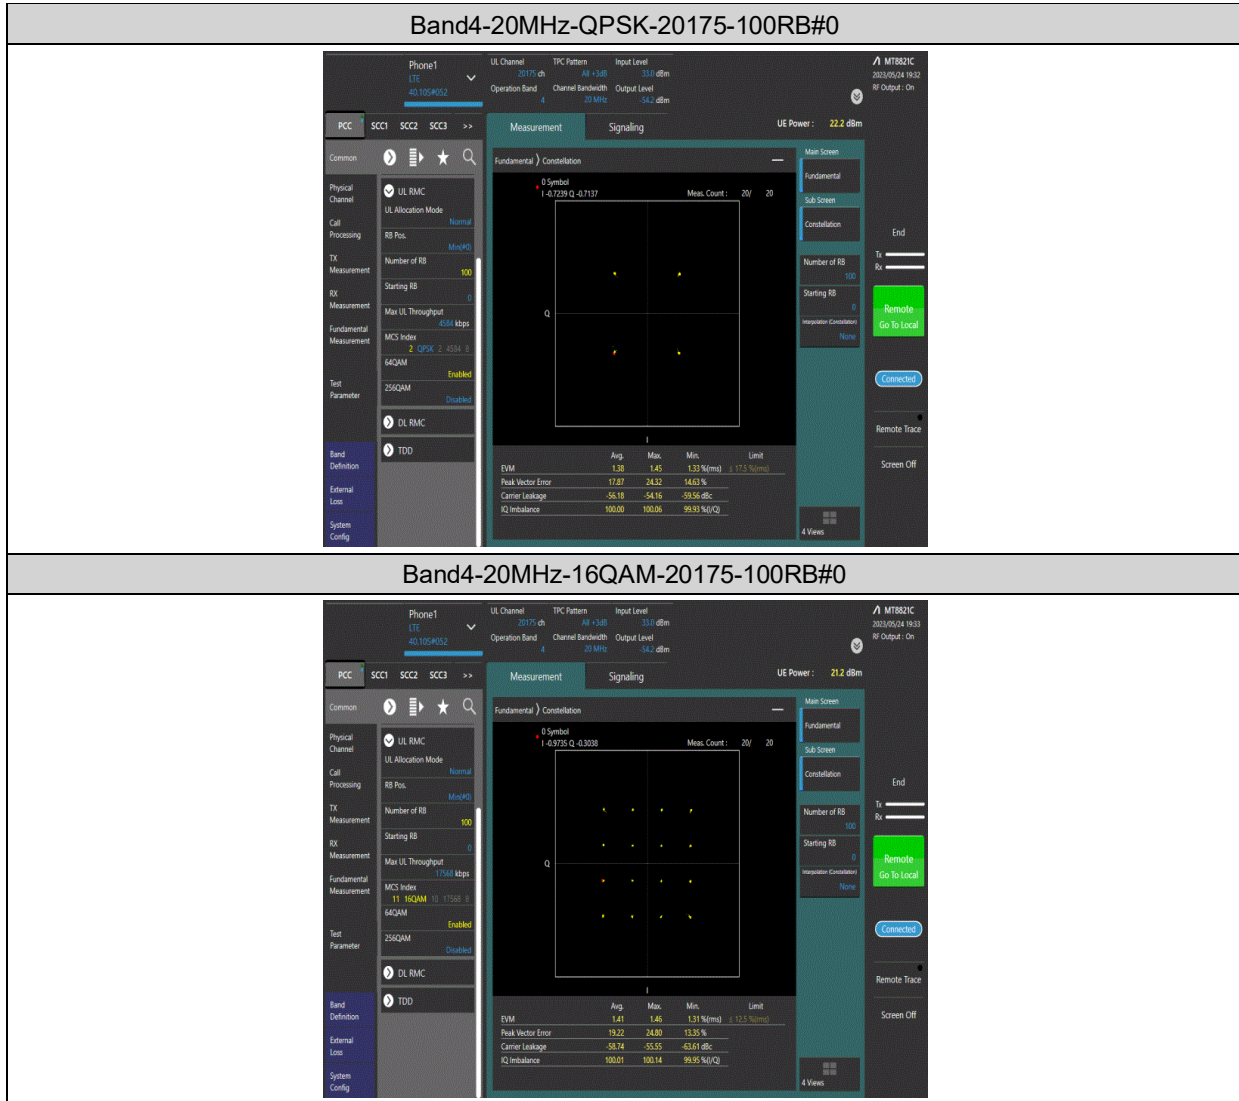 Band4-20MHz-QPSK-20175-100RB#0
Phone1
LTE
40.10S#052
UL Channel TPC Pattern Input Level
20175 ch All +3dB 33.0 dBm
Operation Band Channel Bandwidth Output Level
4 20 MHz -54.2 dBm
MT8821C
2023/05/24 19:32
RF Output : On
PCC SCC1 SCC2 SCC3 >>
Measurement Signaling
UE Power : 22.2 dBm
Common
Physical Channel
Call Processing
TX Measurement
RX Measurement
Fundamental Measurement
Test Parameter
Band Definition
External Loss
System Config
UL RMC
UL Allocation Mode
Normal
RB Pos.
Min(#0)
Number of RB
100
Starting RB
0
Max UL Throughput
4584 kbps
MCS Index
2 QPSK 2 4584 8
64QAM
Enabled
256QAM
Disabled
DL RMC
TDD
Fundamental Constellation
0 Symbol
I -0.7239 Q -0.7137 Meas. Count : 20/ 20
Q
I
Avg. Max. Min. Limit
EVM 1.38 1.45 1.33 %(rms) ≤ 17.5 %(rms)
Peak Vector Error 17.87 24.32 14.63 %
Carrier Leakage -56.18 -54.16 -59.56 dBc
IQ Imbalance 100.00 100.06 99.93 %(I/Q)
Main Screen
Fundamental
Sub Screen
Constellation
Number of RB
100
Starting RB
0
Interpolation (Constellation)
None
4 Views
End
Tx
Rx
Remote
Go To Local
Connected
Remote Trace
Screen Off
Band4-20MHz-16QAM-20175-100RB#0
Phone1
LTE
40.10S#052
UL Channel TPC Pattern Input Level
20175 ch All +3dB 33.0 dBm
Operation Band Channel Bandwidth Output Level
4 20 MHz -54.2 dBm
MT8821C
2023/05/24 19:33
RF Output : On
PCC SCC1 SCC2 SCC3 >>
Measurement Signaling
UE Power : 21.2 dBm
Common
Physical Channel
Call Processing
TX Measurement
RX Measurement
Fundamental Measurement
Test Parameter
Band Definition
External Loss
System Config
UL RMC
UL Allocation Mode
Normal
RB Pos.
Min(#0)
Number of RB
100
Starting RB
0
Max UL Throughput
17568 kbps
MCS Index
11 16QAM 10 17568 8
64QAM
Enabled
256QAM
Disabled
DL RMC
TDD
Fundamental Constellation
0 Symbol
I -0.9735 Q -0.3038 Meas. Count : 20/ 20
Q
I
Avg. Max. Min. Limit
EVM 1.41 1.46 1.31 %(rms) ≤ 12.5 %(rms)
Peak Vector Error 19.22 24.80 13.35 %
Carrier Leakage -58.74 -55.55 -63.61 dBc
IQ Imbalance 100.01 100.14 99.95 %(I/Q)
Main Screen
Fundamental
Sub Screen
Constellation
Number of RB
100
Starting RB
0
Interpolation (Constellation)
None
4 Views
End
Tx
Rx
Remote
Go To Local
Connected
Remote Trace
Screen Off